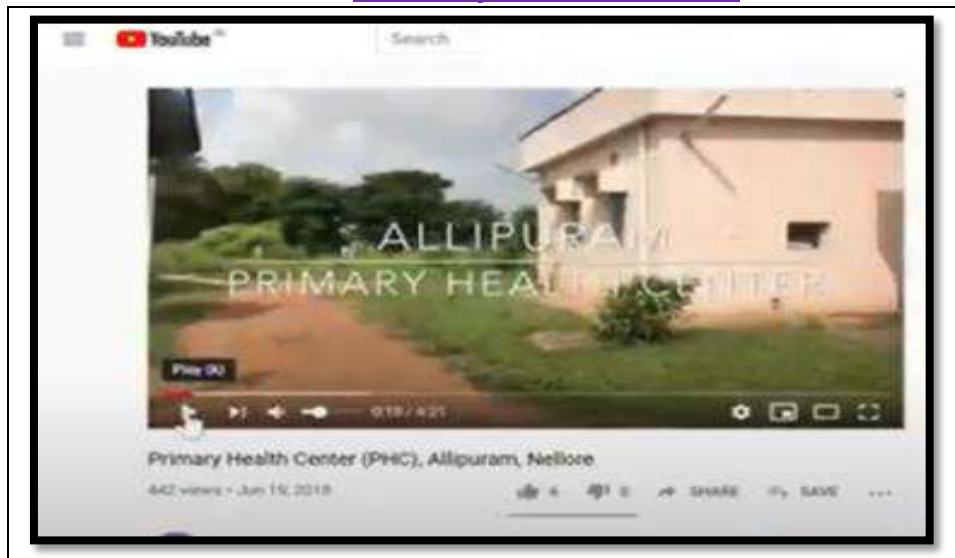 YouTube
Search
ALLIPURAM
PRIMARY HEALTH CENTER
Play (k)
0:19 / 4:21
Primary Health Center (PHC), Allipuram, Nellore
442 views • Jun 19, 2018
6
0
SHARE
SAVE